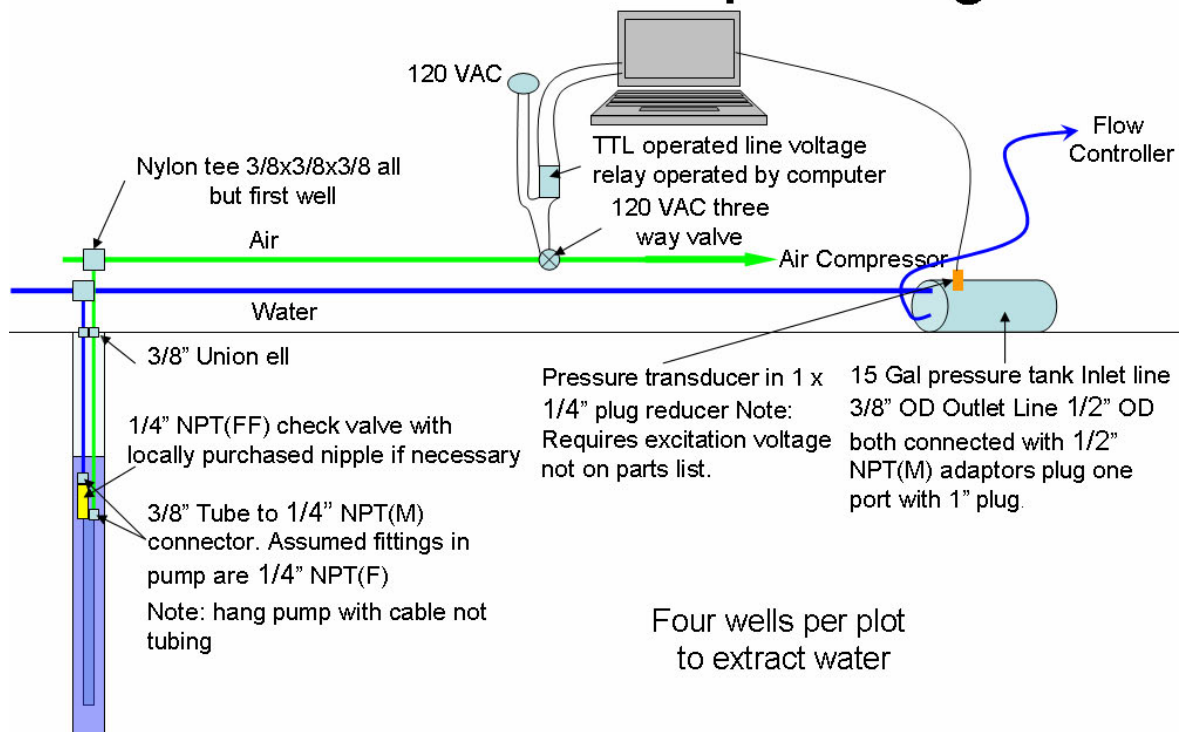 120 VAC
TTL operated line voltage
relay operated by computer
Flow
Controller
Nylon tee 3/8x3/8x3/8 all
but first well
120 VAC three
way valve
Air
Air Compressor
Water
3/8” Union ell
1/4” NPT(FF) check valve with
locally purchased nipple if necessary
3/8” Tube to 1/4” NPT(M)
connector. Assumed fittings in
pump are 1/4” NPT(F)
Note: hang pump with cable not
tubing
Pressure transducer in 1 x
1/4” plug reducer Note:
Requires excitation voltage
not on parts list.
15 Gal pressure tank Inlet line
3/8” OD Outlet Line 1/2” OD
both connected with 1/2”
NPT(M) adaptors plug one
port with 1” plug.
Four wells per plot
to extract water